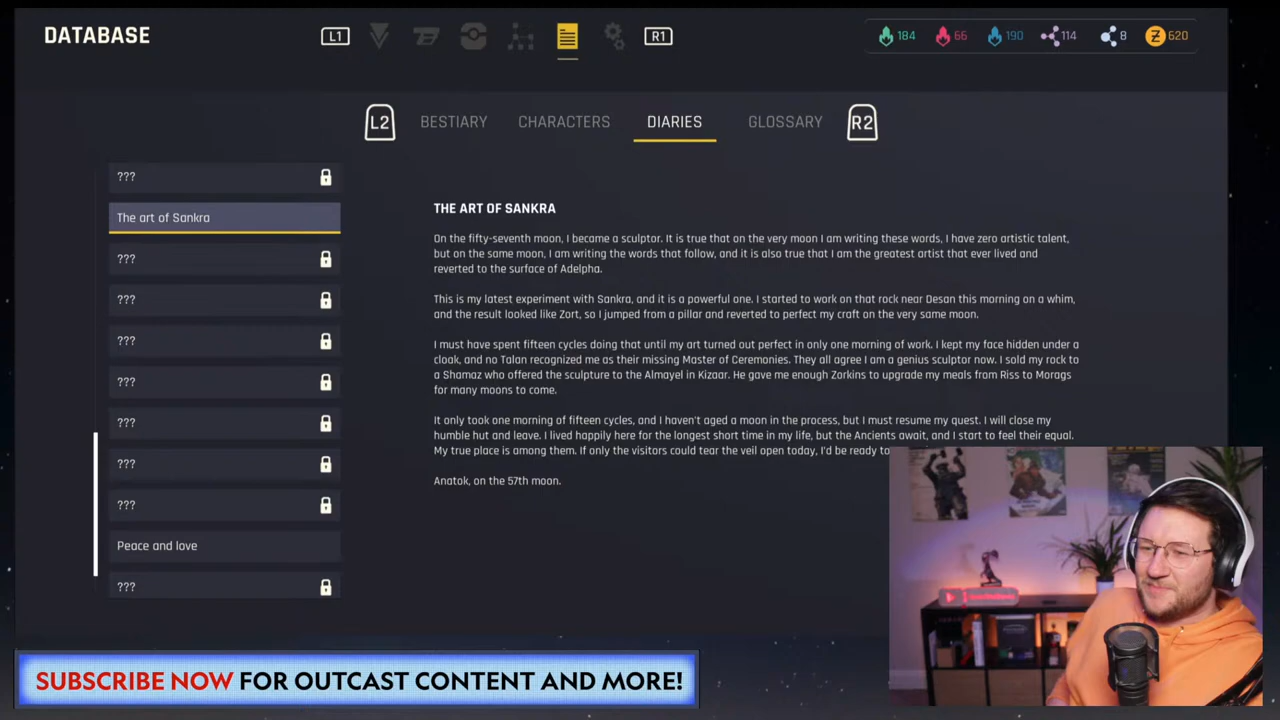 DATABASE
L1
R1
184
66
190
114
8
620
L2
BESTIARY
CHARACTERS
DIARIES
GLOSSARY
R2
???
The art of Sankra
???
???
???
???
???
???
???
Peace and love
???
THE ART OF SANKRA
On the fifty-seventh moon, I became a sculptor. It is true that on the very moon I am writing these words, I have zero artistic talent,
but on the same moon, I am writing the words that follow, and it is also true that I am the greatest artist that ever lived and
reverted to the surface of Adelpha.
This is my latest experiment with Sankra, and it is a powerful one. I started to work on that rock near Desan this morning on a whim,
and the result looked like Zort, so I jumped from a pillar and reverted to perfect my craft on the very same moon.
I must have spent fifteen cycles doing that until my art turned out perfect in only one morning of work. I kept my face hidden under a
cloak, and no Talan recognized me as their missing Master of Ceremonies. They all agree I am a genius sculptor now. I sold my rock to
a Shamaz who offered the sculpture to the Almayel in Kizaar. He gave me enough Zorkins to upgrade my meals from Riss to Morags
for many moons to come.
It only took one morning of fifteen cycles, and I haven't aged a moon in the process, but I must resume my quest. I will close my
humble hut and leave. I lived happily here for the longest short time in my life, but the Ancients await, and I start to feel their equal.
My true place is among them. If only the visitors could tear the veil open today, I'd be ready to
Anatok, on the 57th moon.
SUBSCRIBE NOW FOR OUTCAST CONTENT AND MORE!